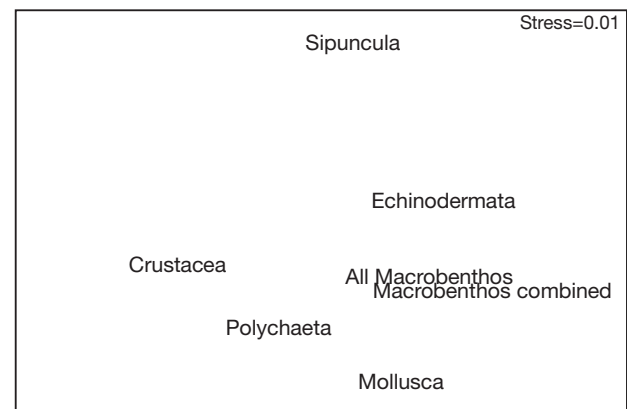 Stress=0.01
Sipuncula
Echinodermata
Crustacea
All Macrobenthos
Macrobenthos combined
Polychaeta
Mollusca